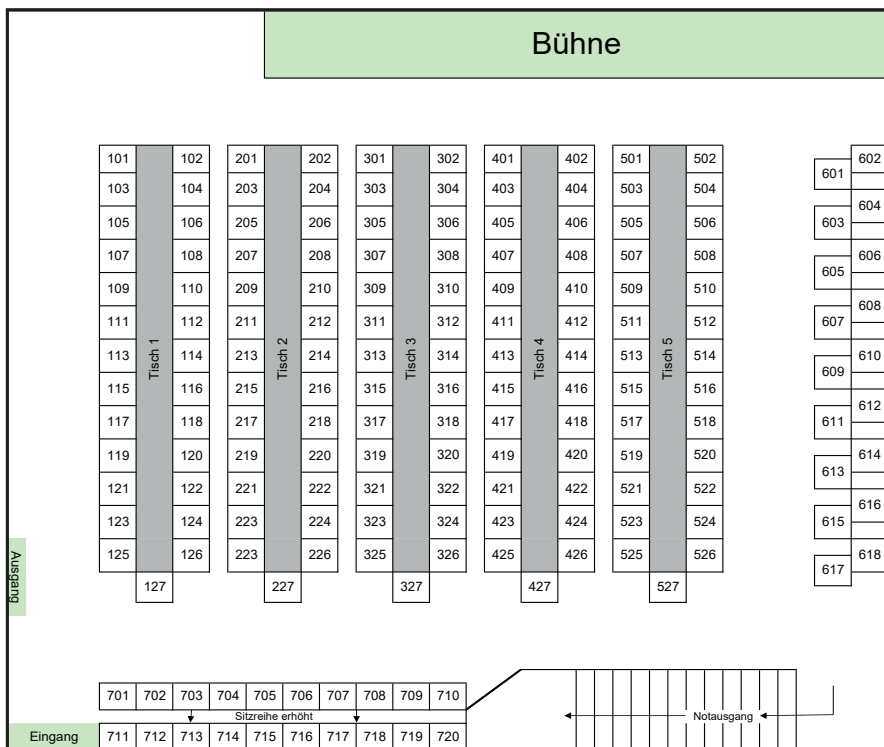 Bühne
101 102 201 202 301 302 401 402 501 502 602
601
103 104 203 204 303 304 403 404 503 504
604
105 106 205 206 305 306 405 406 505 506 603
107 108 207 208 307 308 407 408 507 508 606
605
109 110 209 210 309 310 409 410 509 510
608
111 112 211 212 311 312 411 412 511 512 607
Tisch 1 Tisch 2 Tisch 3 Tisch 4 Tisch 5
113 114 213 214 313 314 413 414 513 514 610
609
115 116 215 216 315 316 415 416 515 516
612
117 118 217 218 317 318 417 418 517 518 611
119 120 219 220 319 320 419 420 519 520 614
613
121 122 221 222 321 322 421 422 521 522
616
123 124 223 224 323 324 423 424 523 524 615
125 126 223 226 325 326 425 426 525 526 618
617
Ausgang
127 227 327 427 527
701 702 703 704 705 706 707 708 709 710
Sitzreihe erhöht
Notausgang
Eingang 711 712 713 714 715 716 717 718 719 720